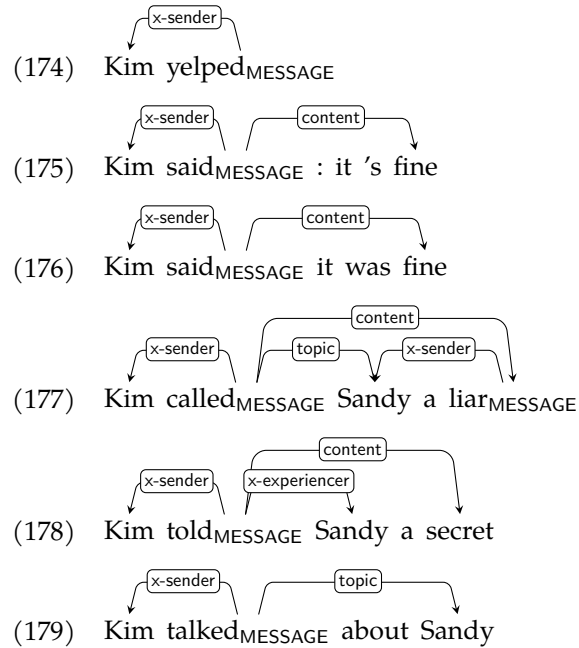 x-sender
(174) Kim yelpedMESSAGE
x-sender content
(175) Kim saidMESSAGE : it 's fine
x-sender content
(176) Kim saidMESSAGE it was fine
content
x-sender topic x-sender
(177) Kim calledMESSAGE Sandy a liarMESSAGE
content
x-sender x-experiencer
(178) Kim toldMESSAGE Sandy a secret
x-sender topic
(179) Kim talkedMESSAGE about Sandy